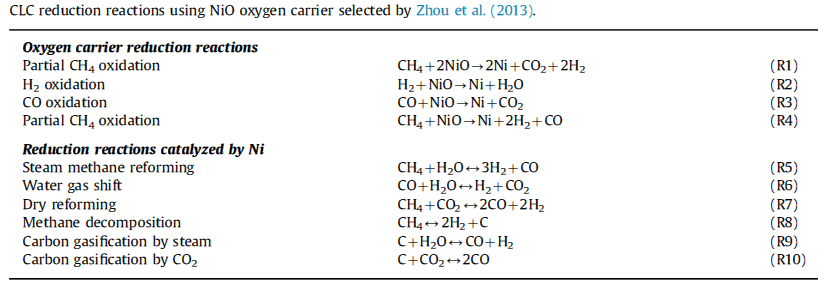 CLC reduction reactions using NiO oxygen carrier selected by Zhou et al. (2013).
Oxygen carrier reduction reactions
Partial CH₄ oxidation CH₄+2NiO→2Ni+CO₂+2H₂ (R1)
H₂ oxidation H₂+NiO→Ni+H₂O (R2)
CO oxidation CO+NiO→Ni+CO₂ (R3)
Partial CH₄ oxidation CH₄+NiO→Ni+2H₂+CO (R4)
Reduction reactions catalyzed by Ni
Steam methane reforming CH₄+H₂O↔3H₂+CO (R5)
Water gas shift CO+H₂O↔H₂+CO₂ (R6)
Dry reforming CH₄+CO₂↔2CO+2H₂ (R7)
Methane decomposition CH₄↔2H₂+C (R8)
Carbon gasification by steam C+H₂O↔CO+H₂ (R9)
Carbon gasification by CO₂ C+CO₂↔2CO (R10)